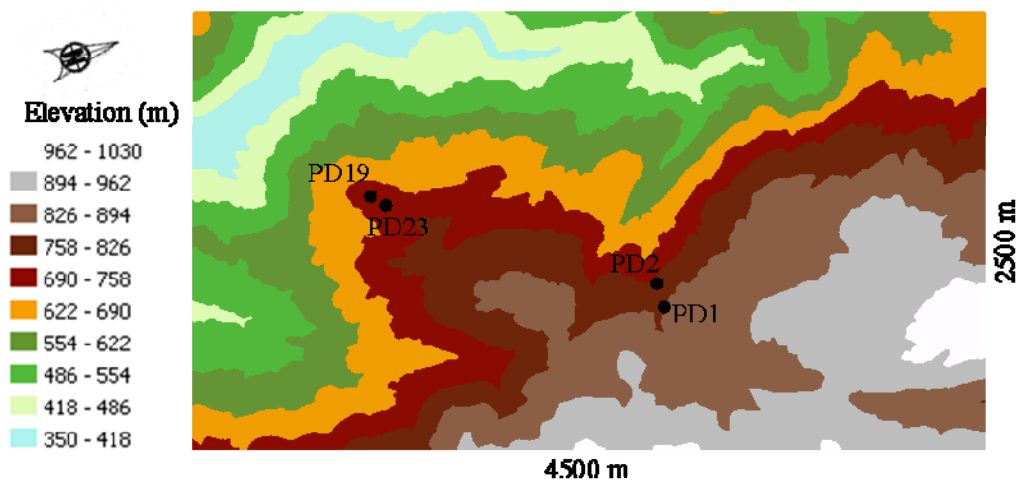 Elevation (m)
962 - 1030
894 - 962
826 - 894
758 - 826
690 - 758
622 - 690
554 - 622
486 - 554
418 - 486
350 - 418
PD19
PD23
PD2
PD1
2500 m
4500 m